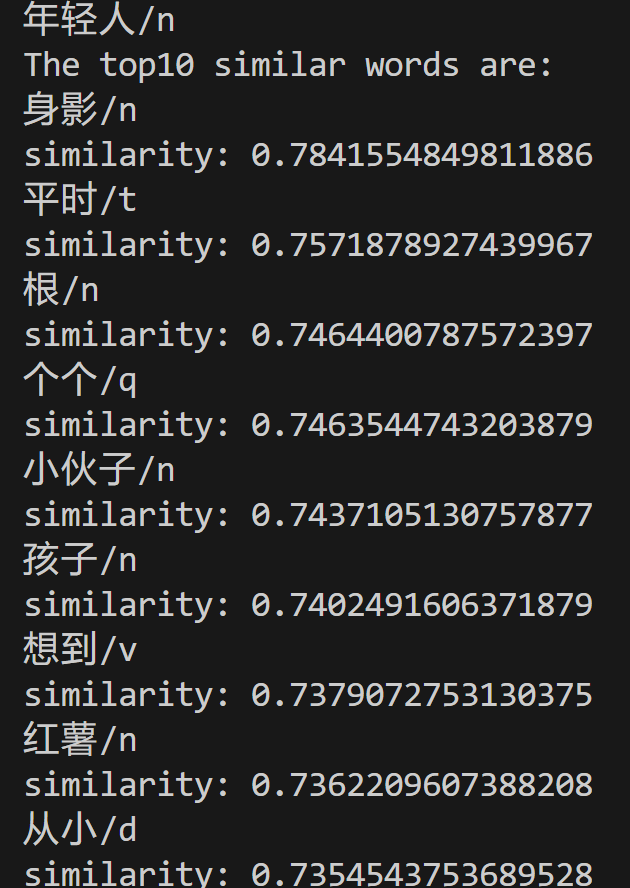 年轻人/n
The top10 similar words are:
身影/n
similarity: 0.7841554849811886
平时/t
similarity: 0.7571878927439967
根/n
similarity: 0.7464400787572397
个个/q
similarity: 0.7463544743203879
小伙子/n
similarity: 0.7437105130757877
孩子/n
similarity: 0.7402491606371879
想到/v
similarity: 0.7379072753130375
红薯/n
similarity: 0.7362209607388208
从小/d
similarity: 0.7354543753689528